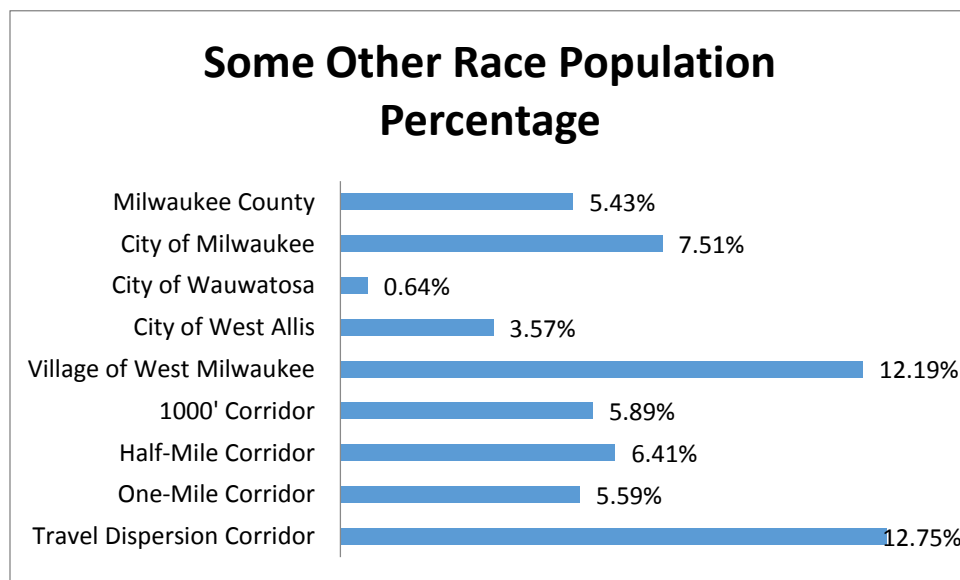 Some Other Race Population
Percentage
Milwaukee County 5.43%
City of Milwaukee 7.51%
City of Wauwatosa 0.64%
City of West Allis 3.57%
Village of West Milwaukee 12.19%
1000' Corridor 5.89%
Half-Mile Corridor 6.41%
One-Mile Corridor 5.59%
Travel Dispersion Corridor 12.75%